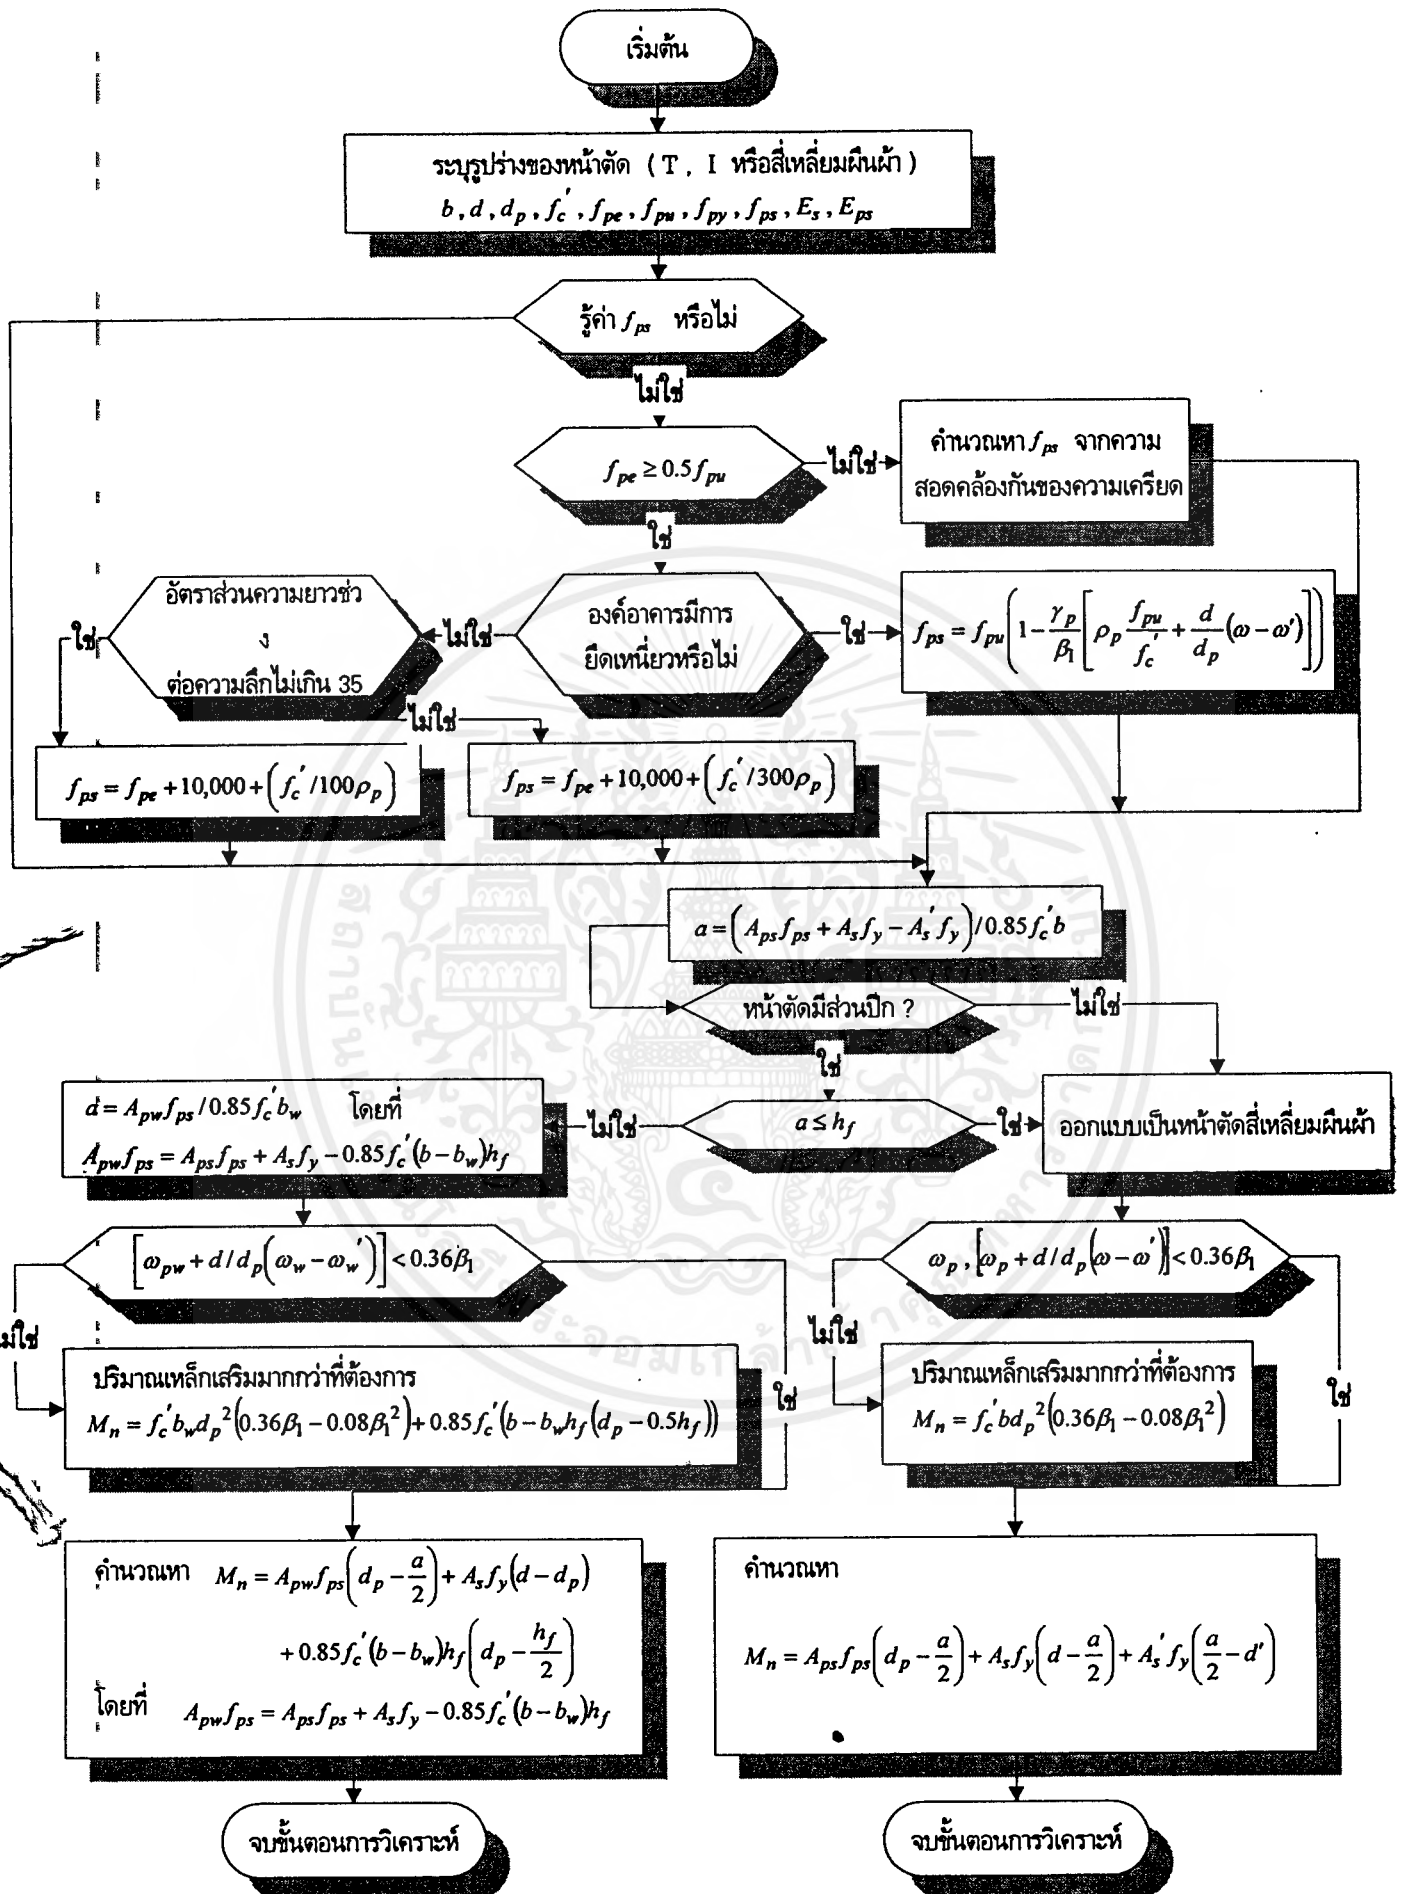 เริ่มต้น
ระบุรูปร่างของหน้าตัด ( T , I หรือสี่เหลี่ยมผืนผ้า )
b , d , d_p , f_c' , f_pe , f_pu , f_py , f_ps , E_s , E_ps
รู้ค่า f_ps หรือไม่
ไม่ใช่
f_pe ≥ 0.5 f_pu
ไม่ใช่
คำนวณหา f_ps จากความ
สอดคล้องกันของความเครียด
ใช่
อัตราส่วนความยาวช่ว
ง
ต่อความลึกไม่เกิน 35
ใช่
ไม่ใช่
องค์อาคารมีการ
ยึดเหนี่ยวหรือไม่
ใช่
f_ps = f_pu (1 - γ_p/β_1 [ρ_p f_pu/f_c' + d/d_p (ω - ω')])
ไม่ใช่
f_ps = f_pe + 10,000 + (f_c' /100ρ_p)
f_ps = f_pe + 10,000 + (f_c' /300ρ_p)
a = (A_ps f_ps + A_s f_y - A_s' f_y) / 0.85 f_c' b
หน้าตัดมีส่วนปีก ?
ไม่ใช่
ใช่
a = A_pw f_ps / 0.85 f_c' b_w โดยที่
A_pw f_ps = A_ps f_ps + A_s f_y - 0.85 f_c' (b - b_w) h_f
ไม่ใช่
a ≤ h_f
ใช่
ออกแบบเป็นหน้าตัดสี่เหลี่ยมผืนผ้า
[ω_pw + d / d_p (ω_w - ω_w')] < 0.36β_1
ω_p , [ω_p + d / d_p (ω - ω')] < 0.36β_1
ไม่ใช่
ไม่ใช่
ปริมาณเหล็กเสริมมากกว่าที่ต้องการ
M_n = f_c' b_w d_p² (0.36β_1 - 0.08β_1²) + 0.85 f_c' (b - b_w h_f (d_p - 0.5h_f))
ใช่
ปริมาณเหล็กเสริมมากกว่าที่ต้องการ
M_n = f_c' b d_p² (0.36β_1 - 0.08β_1²)
ใช่
คำนวณหา M_n = A_pw f_ps (d_p - a/2) + A_s f_y (d - d_p)
+ 0.85 f_c' (b - b_w) h_f (d_p - h_f/2)
โดยที่ A_pw f_ps = A_ps f_ps + A_s f_y - 0.85 f_c' (b - b_w) h_f
คำนวณหา
M_n = A_ps f_ps (d_p - a/2) + A_s f_y (d - a/2) + A_s' f_y (a/2 - d')
จบขั้นตอนการวิเคราะห์
จบขั้นตอนการวิเคราะห์